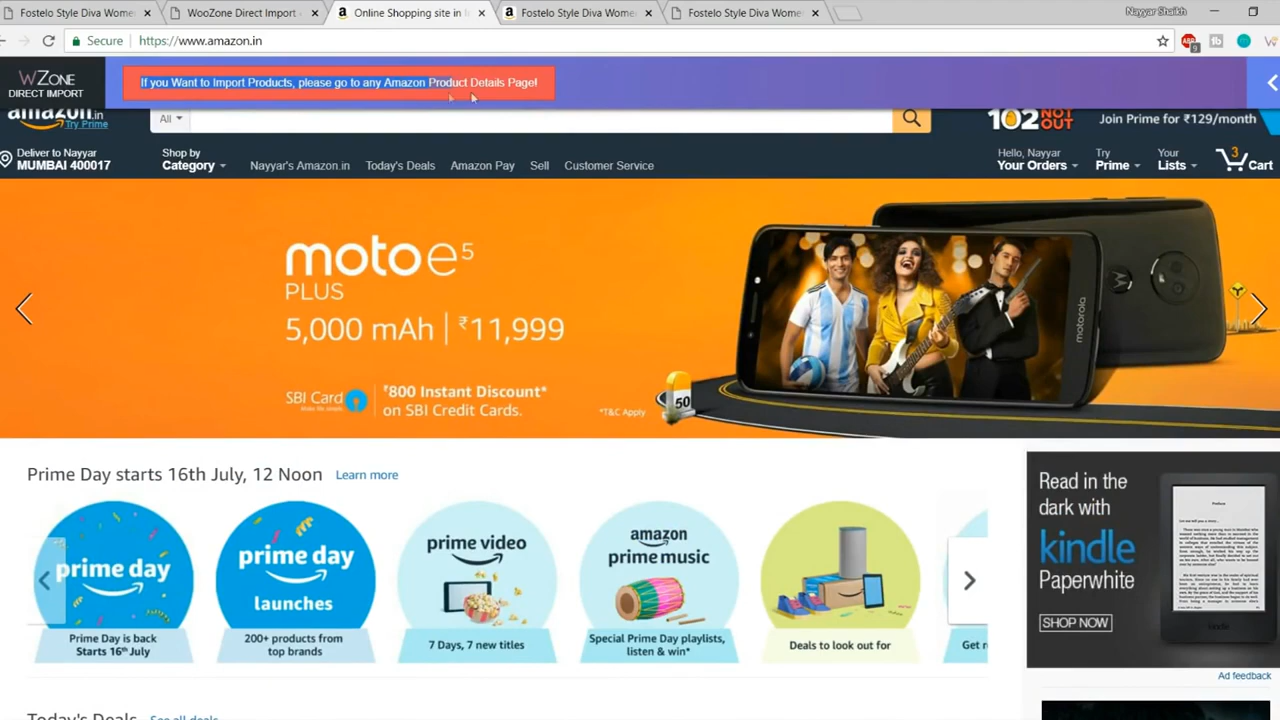 Fostelo Style Diva Wome
WooZone Direct Import -
Online Shopping site in I
Fostelo Style Diva Wome
Fostelo Style Diva Wome
Nayyar Shaikh
Secure
https://www.amazon.in
9
WZONE
DIRECT IMPORT
If you Want to Import Products, please go to any Amazon Product Details Page!
amazon.in
Try Prime
All
102 NOT OUT
Join Prime for ₹129/month
Deliver to Nayyar
MUMBAI 400017
Shop by
Category
Nayyar's Amazon.in
Today's Deals
Amazon Pay
Sell
Customer Service
Hello, Nayyar
Your Orders
Try
Prime
Your
Lists
3
Cart
moto e5
PLUS
5,000 mAh | ₹11,999
SBI Card
₹800 Instant Discount*
on SBI Credit Cards.
*T&C Apply
50
motorola
Prime Day starts 16th July, 12 Noon
Learn more
prime day
Prime Day is back
Starts 16th July
prime day
launches
200+ products from
top brands
prime video
7 Days, 7 new titles
amazon
prime music
Special Prime Day playlists,
listen & win*
Deals to look out for
Get r
Read in the
dark with
kindle
Paperwhite
SHOP NOW
kindle
Ad feedback
Today's Deals
See all deals